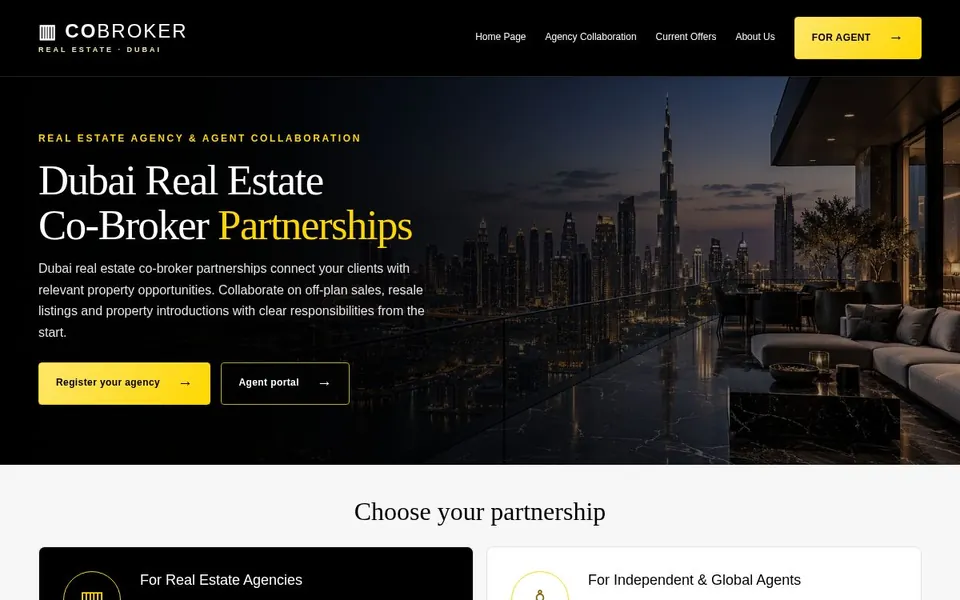 COBROKER
REAL ESTATE · DUBAI
Home Page
Agency Collaboration
Current Offers
About Us
FOR AGENT →
REAL ESTATE AGENCY & AGENT COLLABORATION
Dubai Real Estate
Co-Broker Partnerships
Dubai real estate co-broker partnerships connect your clients with
relevant property opportunities. Collaborate on off-plan sales, resale
listings and property introductions with clear responsibilities from the
start.
Register your agency →
Agent portal →
Choose your partnership
For Real Estate Agencies
For Independent & Global Agents